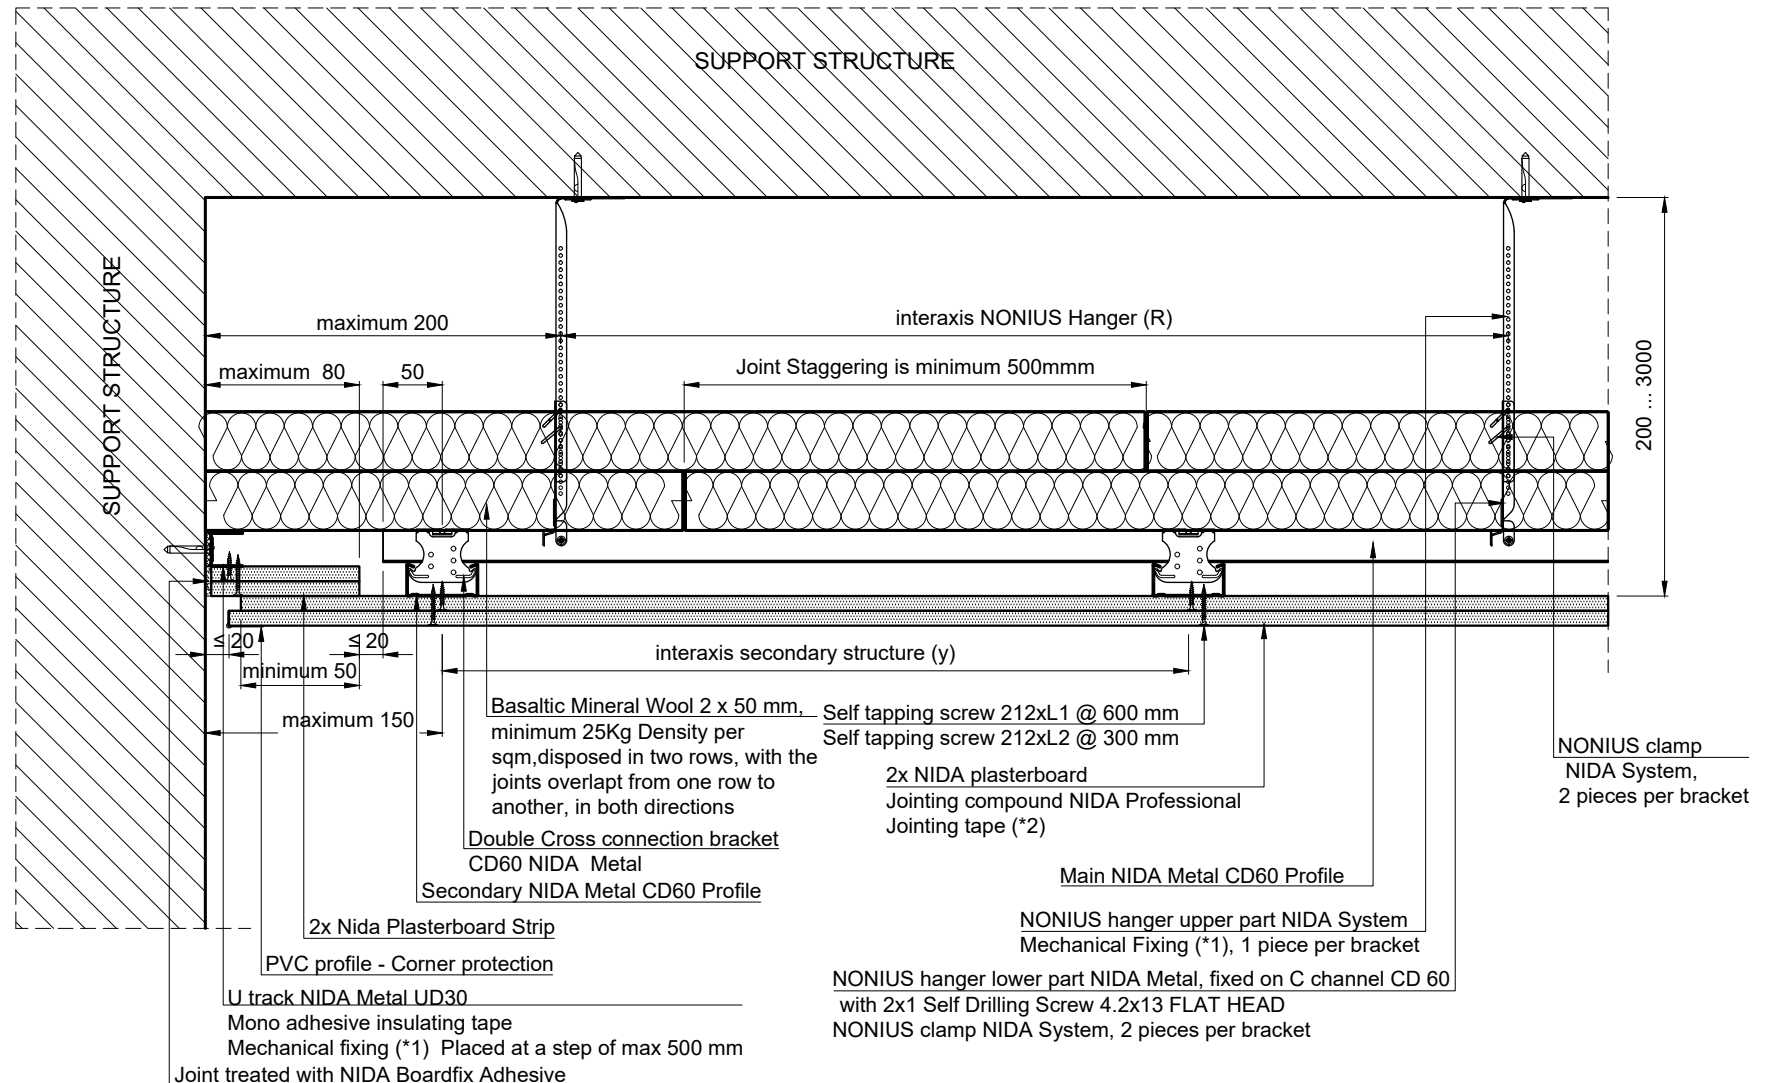 SUPPORT STRUCTURE
SUPPORT STRUCTURE
maximum 200
interaxis NONIUS Hanger (R)
maximum 80
50
Joint Staggering is minimum 500mmm
200 ... 3000
≤ 20
≤ 20
minimum 50
maximum 150
interaxis secondary structure (y)
Basaltic Mineral Wool 2 x 50 mm,
minimum 25Kg Density per
sqm,disposed in two rows, with the
joints overlapt from one row to
another, in both directions
Self tapping screw 212xL1 @ 600 mm
Self tapping screw 212xL2 @ 300 mm
2x NIDA plasterboard
Jointing compound NIDA Professional
Jointing tape (*2)
NONIUS clamp
NIDA System,
2 pieces per bracket
Double Cross connection bracket
CD60 NIDA Metal
Secondary NIDA Metal CD60 Profile
Main NIDA Metal CD60 Profile
2x Nida Plasterboard Strip
NONIUS hanger upper part NIDA System
Mechanical Fixing (*1), 1 piece per bracket
PVC profile - Corner protection
NONIUS hanger lower part NIDA Metal, fixed on C channel CD 60
with 2x1 Self Drilling Screw 4.2x13 FLAT HEAD
NONIUS clamp NIDA System, 2 pieces per bracket
U track NIDA Metal UD30
Mono adhesive insulating tape
Mechanical fixing (*1) Placed at a step of max 500 mm
Joint treated with NIDA Boardfix Adhesive